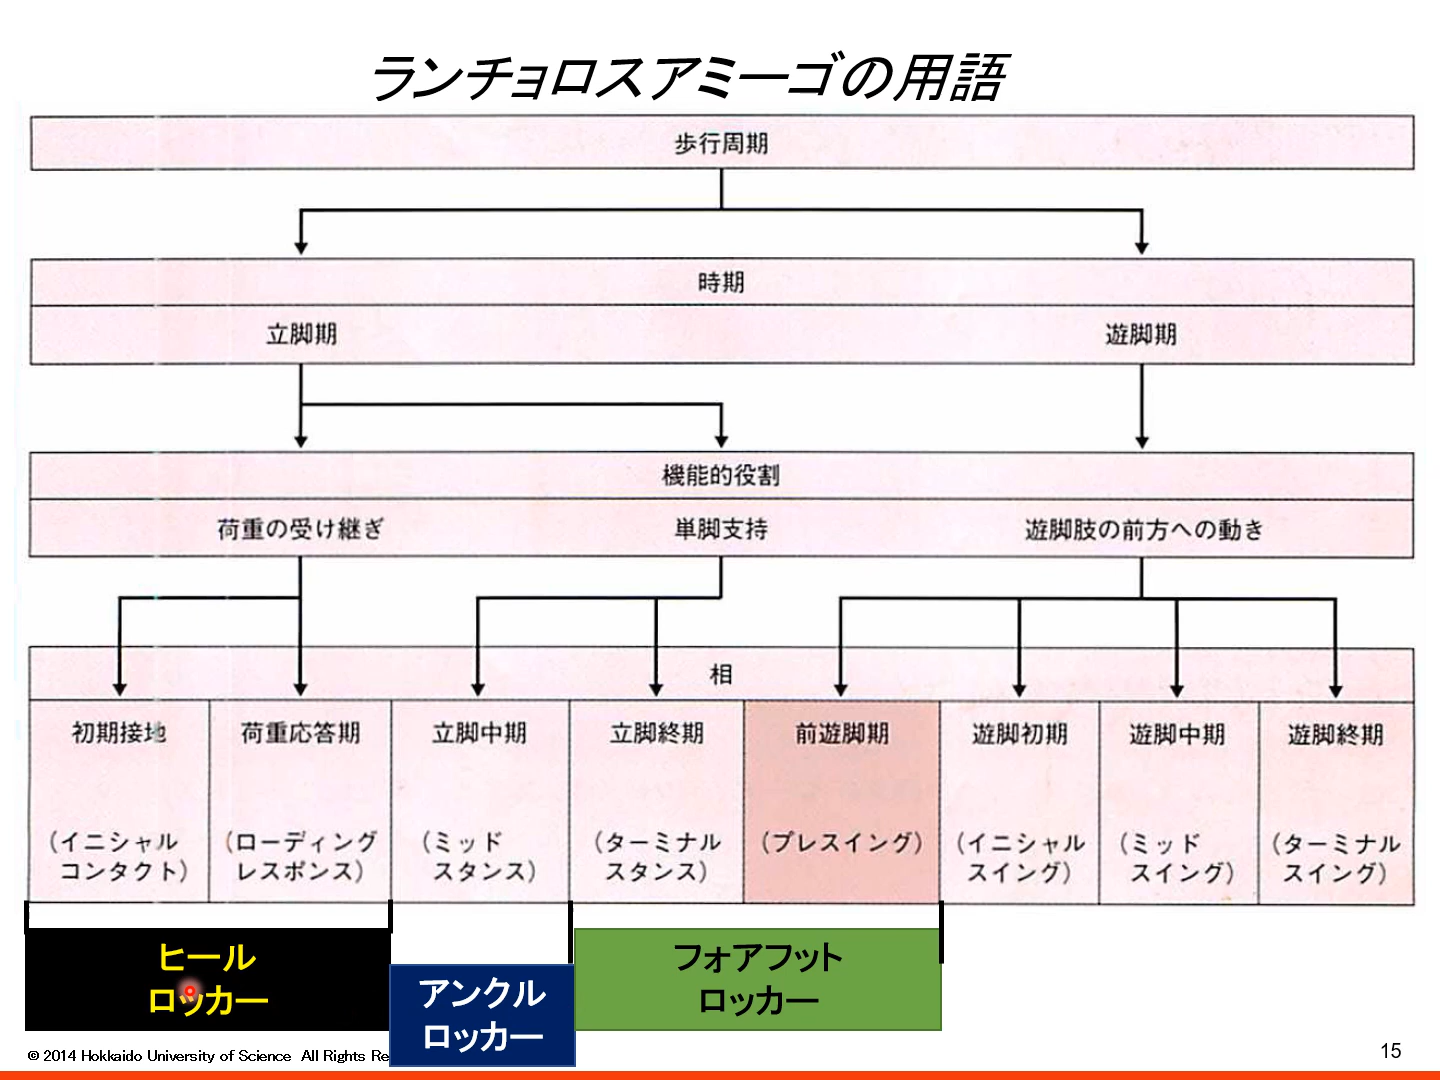 ランチョロスアミーゴの用語
歩行周期
時期
立脚期
遊脚期
機能的役割
荷重の受け継ぎ
単脚支持
遊脚肢の前方への動き
相
初期接地
(イニシャル
コンタクト)
荷重応答期
(ローディング
レスポンス)
立脚中期
(ミッド
スタンス)
立脚終期
(ターミナル
スタンス)
前遊脚期
(プレスイング)
遊脚初期
(イニシャル
スイング)
遊脚中期
(ミッド
スイング)
遊脚終期
(ターミナル
スイング)
ヒール
ロッカー
アンクル
ロッカー
フォアフット
ロッカー
© 2014 Hokkaido University of Science All Rights Re
15